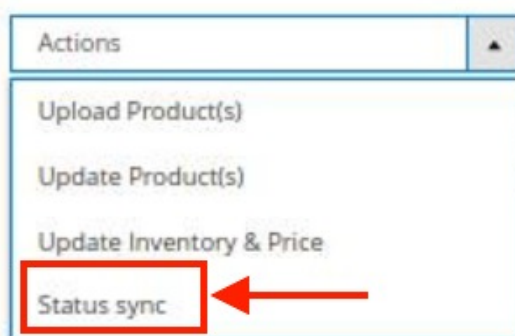 Actions
Upload Product(s)
Update Product(s)
Update Inventory & Price
Status sync